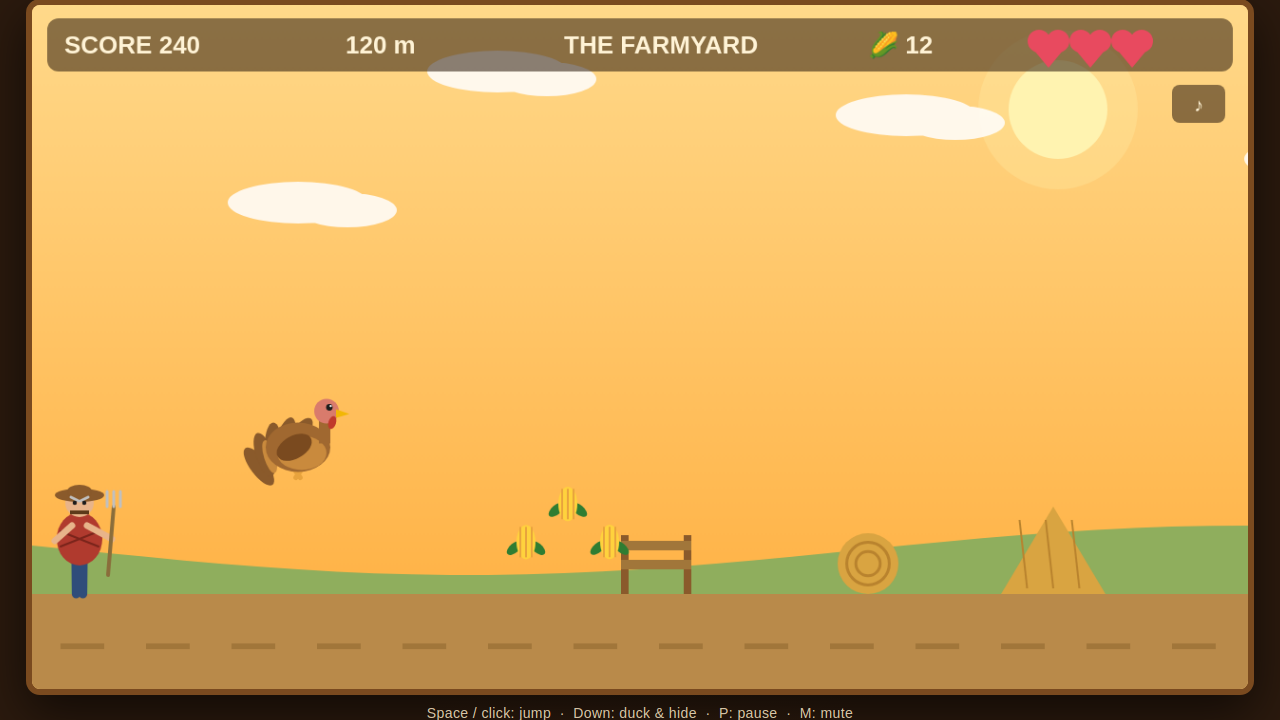 SCORE 240 120 m THE FARMYARD 🌽 12
♪
Space / click: jump · Down: duck & hide · P: pause · M: mute